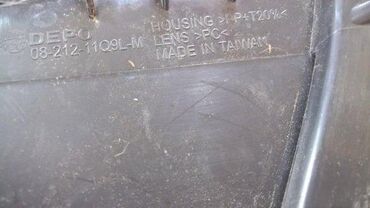 DEPO
08-212-11Q9L-M
HOUSING >PP+T20%<
LENS >PC<
MADE IN TAIWAN